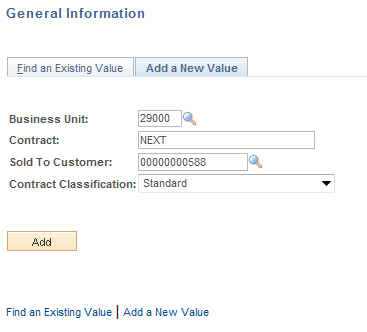 General Information
Find an Existing Value Add a New Value
Business Unit: 29000
Contract: NEXT
Sold To Customer: 00000000588
Contract Classification: Standard
Add
Find an Existing Value | Add a New Value